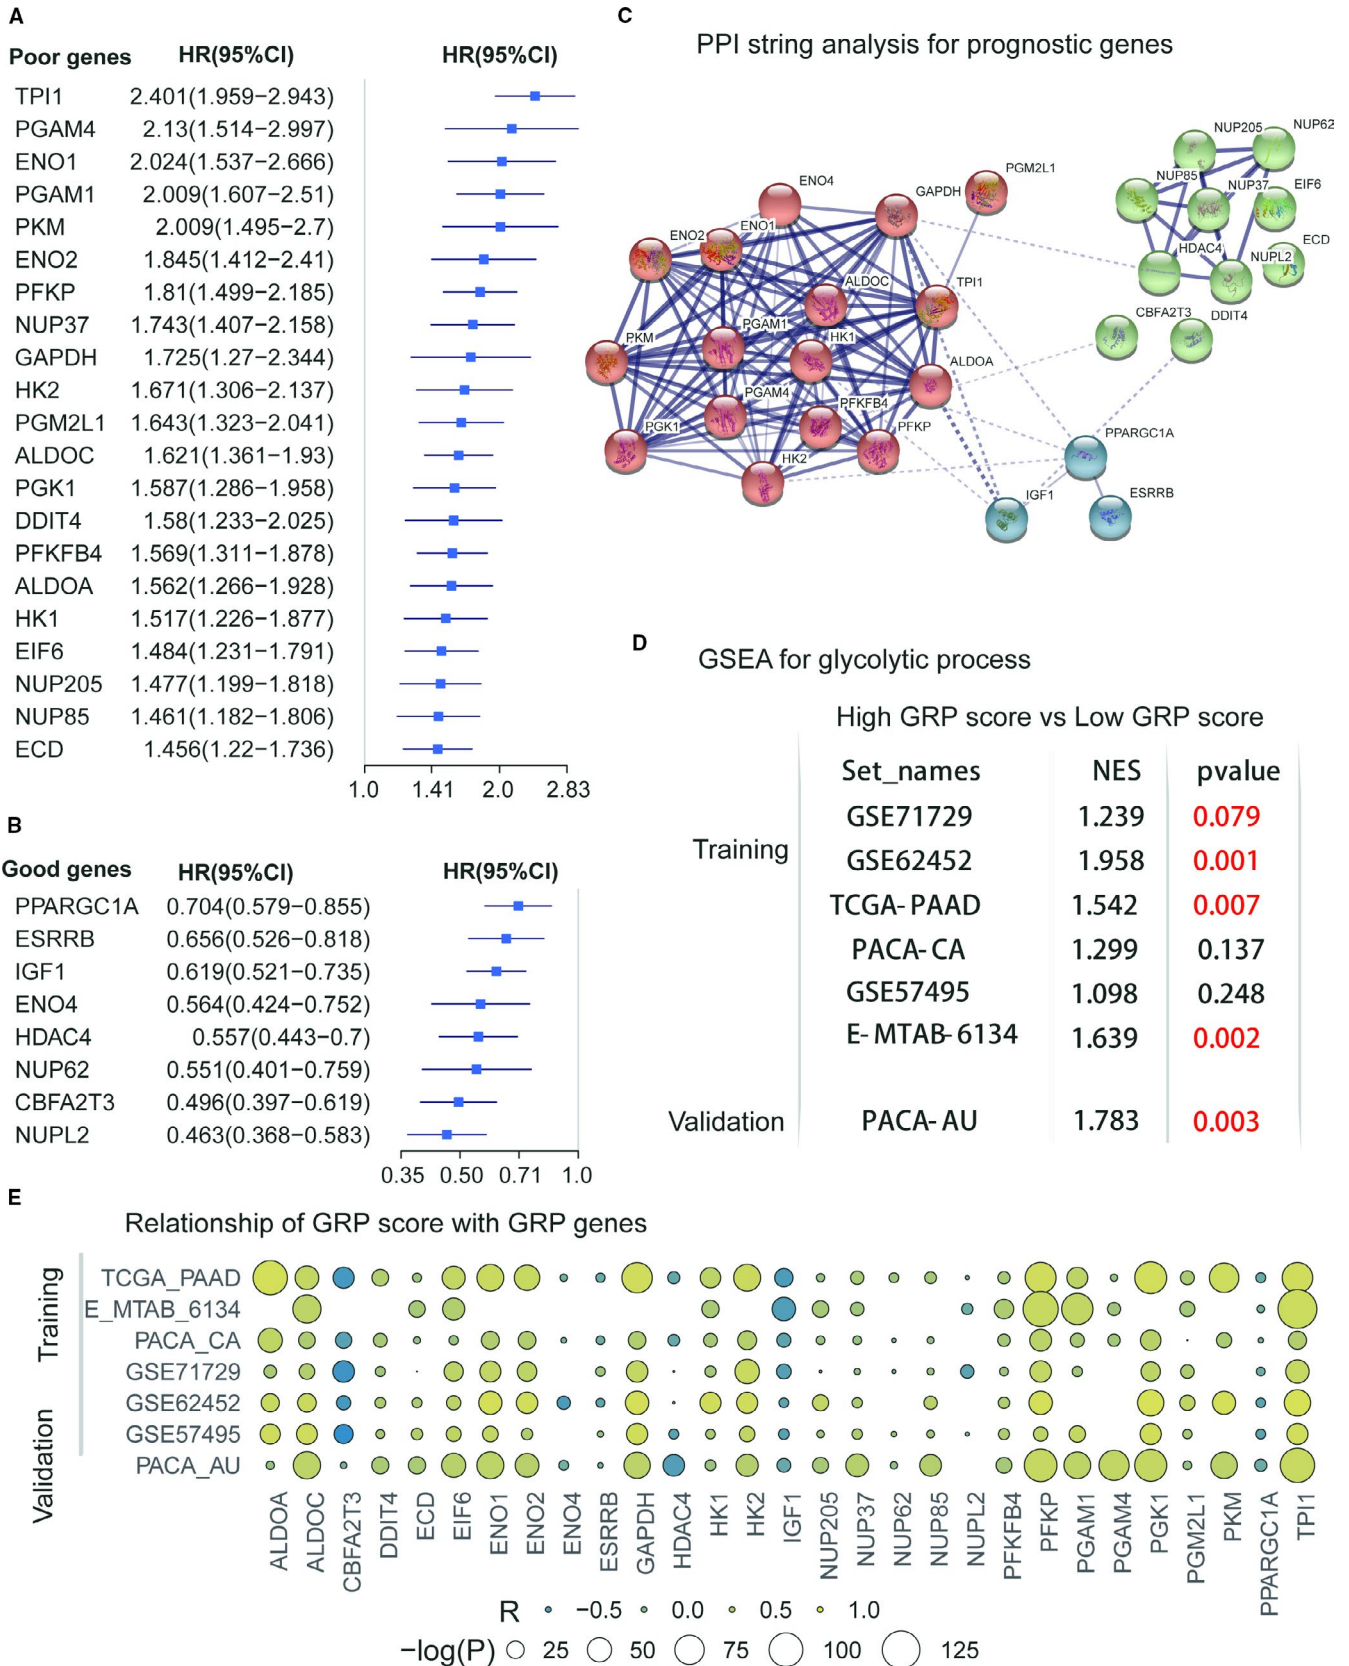 A
Poor genes HR(95%CI) HR(95%CI)
TPI1 2.401(1.959−2.943)
PGAM4 2.13(1.514−2.997)
ENO1 2.024(1.537−2.666)
PGAM1 2.009(1.607−2.51)
PKM 2.009(1.495−2.7)
ENO2 1.845(1.412−2.41)
PFKP 1.81(1.499−2.185)
NUP37 1.743(1.407−2.158)
GAPDH 1.725(1.27−2.344)
HK2 1.671(1.306−2.137)
PGM2L1 1.643(1.323−2.041)
ALDOC 1.621(1.361−1.93)
PGK1 1.587(1.286−1.958)
DDIT4 1.58(1.233−2.025)
PFKFB4 1.569(1.311−1.878)
ALDOA 1.562(1.266−1.928)
HK1 1.517(1.226−1.877)
EIF6 1.484(1.231−1.791)
NUP205 1.477(1.199−1.818)
NUP85 1.461(1.182−1.806)
ECD 1.456(1.22−1.736)
1.0 1.41 2.0 2.83
B
Good genes HR(95%CI) HR(95%CI)
PPARGC1A 0.704(0.579−0.855)
ESRRB 0.656(0.526−0.818)
IGF1 0.619(0.521−0.735)
ENO4 0.564(0.424−0.752)
HDAC4 0.557(0.443−0.7)
NUP62 0.551(0.401−0.759)
CBFA2T3 0.496(0.397−0.619)
NUPL2 0.463(0.368−0.583)
0.35 0.50 0.71 1.0
C
PPI string analysis for prognostic genes
NUP205 NUP62
PGM2L1
NUP85
ENO4
GAPDH
NUP37 EIF6
ENO2 ENO1
HDAC4 ECD
NUPL2
ALDOC TPI1
CBFA2T3 DDIT4
PKM PGAM1 HK1
ALDOA
PGAM4 PFKFB4
PGK1 PFKP
PPARGC1A
HK2
IGF1 ESRRB
D
GSEA for glycolytic process
High GRP score vs Low GRP score
Set_names NES pvalue
Training
GSE71729 1.239 0.079
GSE62452 1.958 0.001
TCGA-PAAD 1.542 0.007
PACA-CA 1.299 0.137
GSE57495 1.098 0.248
E-MTAB-6134 1.639 0.002
Validation PACA-AU 1.783 0.003
E
Relationship of GRP score with GRP genes
Training
Validation
TCGA_PAAD
E_MTAB_6134
PACA_CA
GSE71729
GSE62452
GSE57495
PACA_AU
ALDOA ALDOC CBFA2T3 DDIT4 ECD EIF6 ENO1 ENO2 ENO4 ESRRB GAPDH HDAC4 HK1 HK2 IGF1 NUP205 NUP37 NUP62 NUP85 NUPL2 PFKFB4 PFKP PGAM1 PGAM4 PGK1 PGM2L1 PKM PPARGC1A TPI1
R −0.5 0.0 0.5 1.0
−log(P) 25 50 75 100 125